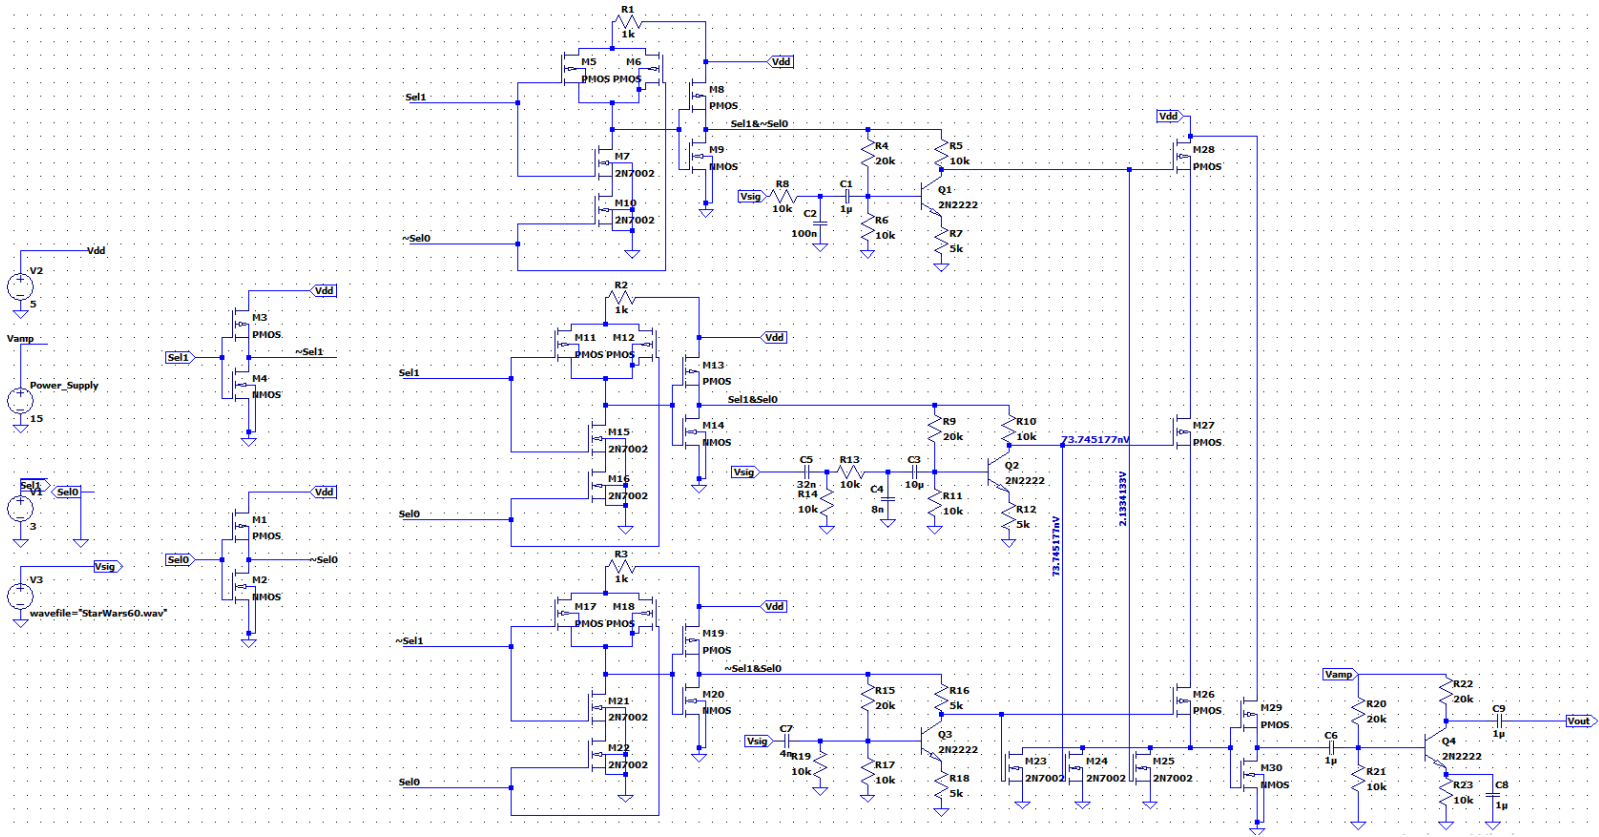 R1
1k
M5
M6
PMOS PMOS
Vdd
Sel1
M8
PMOS
Sel1&~Sel0
M7
2N7002
M9
NMOS
M10
2N7002
~Sel0
R4
20k
R5
10k
Vsig
R8
10k
C1
1µ
C2
100n
R6
10k
Q1
2N2222
R7
5k
Vdd
M28
PMOS
Vdd
V2
5
Vamp
Power_Supply
15
Vdd
M3
PMOS
Sel1
~Sel1
M4
NMOS
R2
1k
M11
M12
PMOS PMOS
Vdd
Sel1
M13
PMOS
Sel1&Sel0
M15
2N7002
M14
NMOS
M16
2N7002
Sel0
R9
20k
R10
10k
73.745177nV
M27
PMOS
Vsig
C5
32n
R13
10k
C3
10µ
R14
10k
C4
8n
R11
10k
Q2
2N2222
R12
5k
2.1334133V
73.745177nV
Sel1
V1
Sel0
3
Vdd
M1
PMOS
Sel0
~Sel0
M2
NMOS
V3
Vsig
wavefile="StarWars60.wav"
R3
1k
M17
M18
PMOS PMOS
Vdd
~Sel1
M19
PMOS
~Sel1&Sel0
M21
2N7002
M20
NMOS
M22
2N7002
Sel0
R15
20k
R16
5k
Vsig
C7
4n
R19
10k
R17
10k
Q3
2N2222
R18
5k
M26
PMOS
M23
2N7002
M24
2N7002
M25
2N7002
M29
PMOS
M30
NMOS
Vamp
R20
20k
R22
20k
C6
1µ
C9
1µ
Vout
Q4
2N2222
R21
10k
R23
10k
C8
1µ